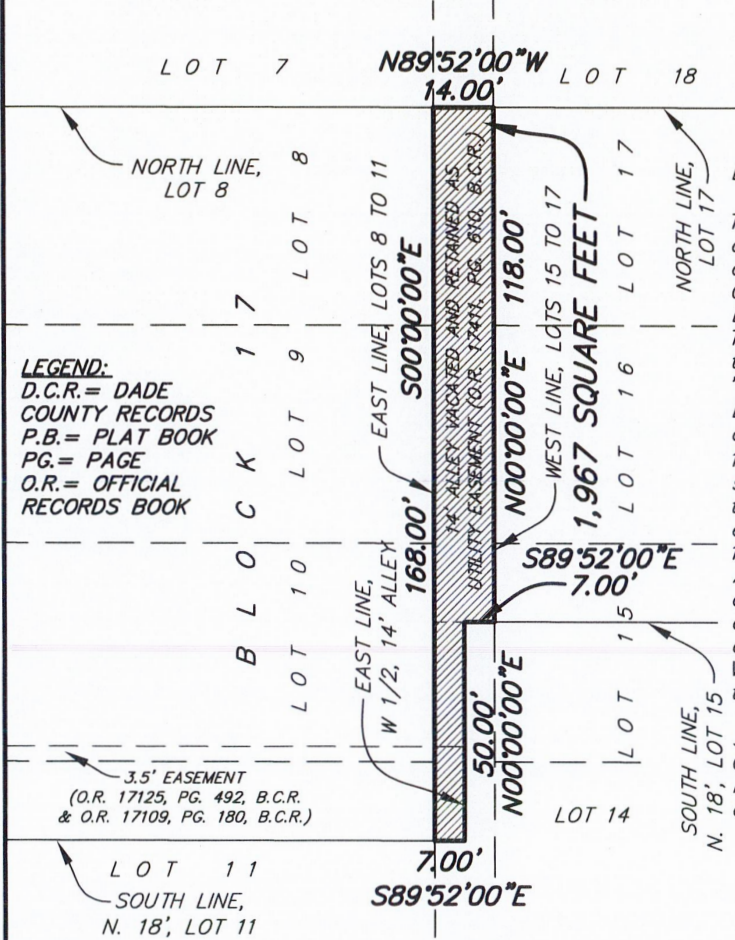 LOT 7
N89°52'00"W
14.00'
LOT 18
NORTH LINE,
LOT 8
LOT 8
EAST LINE, LOTS 8 TO 11
S00°00'00"E
168.00'
14' ALLEY VACATED AND RETAINED AS
UTILITY EASEMENT (O.R. 17411, PG. 610, B.C.R.)
118.00'
N00°00'00"E
WEST LINE, LOTS 15 TO 17
1,967 SQUARE FEET
LOT 17
NORTH LINE,
LOT 17
LEGEND:
D.C.R.= DADE
COUNTY RECORDS
P.B.= PLAT BOOK
PG.= PAGE
O.R.= OFFICIAL
RECORDS BOOK
BLOCK 17
LOT 9
LOT 16
S89°52'00"E
7.00'
LOT 10
EAST LINE,
W 1/2, 14' ALLEY
50.00'
N00°00'00"E
LOT 15
SOUTH LINE,
N. 18', LOT 15
3.5' EASEMENT
(O.R. 17125, PG. 492, B.C.R.
& O.R. 17109, PG. 180, B.C.R.)
LOT 14
LOT 11
SOUTH LINE,
N. 18', LOT 11
7.00'
S89°52'00"E